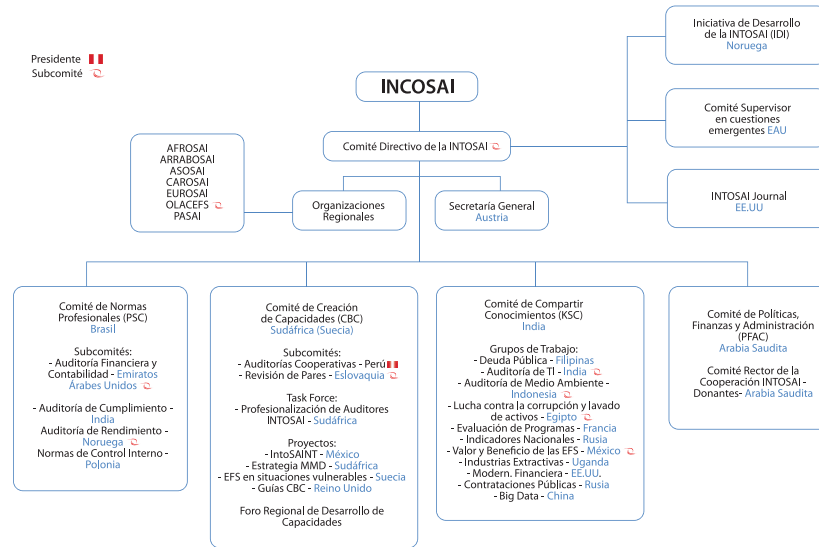 Presidente
Subcomité
INCOSAI
Comité Directivo de la INTOSAI
Iniciativa de Desarrollo
de la INTOSAI (IDI)
Noruega
Comité Supervisor
en cuestiones
emergentes EAU
INTOSAI Journal
EE.UU
AFROSAI
ARRABOSAI
ASOSAI
CAROSAI
EUROSAI
OLACEFS
PASAI
Organizaciones
Regionales
Secretaría General
Austria
Comité de Normas
Profesionales (PSC)
Brasil
Subcomités:
- Auditoría Financiera y
Contabilidad - Emiratos
Árabes Unidos
- Auditoría de Cumplimiento -
India
Auditoría de Rendimiento -
Noruega
Normas de Control Interno -
Polonia
Comité de Creación
de Capacidades (CBC)
Sudáfrica (Suecia)
Subcomités:
- Auditorías Cooperativas - Perú
- Revisión de Pares - Eslovaquia
Task Force:
- Profesionalización de Auditores
INTOSAI - Sudáfrica
Proyectos:
- IntoSAINT - México
- Estrategia MMD - Sudáfrica
- EFS en situaciones vulnerables - Suecia
- Guías CBC - Reino Unido
Foro Regional de Desarrollo de
Capacidades
Comité de Compartir
Conocimientos (KSC)
India
Grupos de Trabajo:
- Deuda Pública - Filipinas
- Auditoría de TI - India
- Auditoría de Medio Ambiente -
Indonesia
- Lucha contra la corrupción y lavado
de activos - Egipto
- Evaluación de Programas - Francia
- Indicadores Nacionales - Rusia
- Valor y Beneficio de las EFS - México
- Industrias Extractivas - Uganda
- Modern. Financiera - EE.UU.
- Contrataciones Públicas - Rusia
- Big Data - China
Comité de Políticas,
Finanzas y Administración
(PFAC)
Arabia Saudita
Comité Rector de la
Cooperación INTOSAI -
Donantes- Arabia Saudita